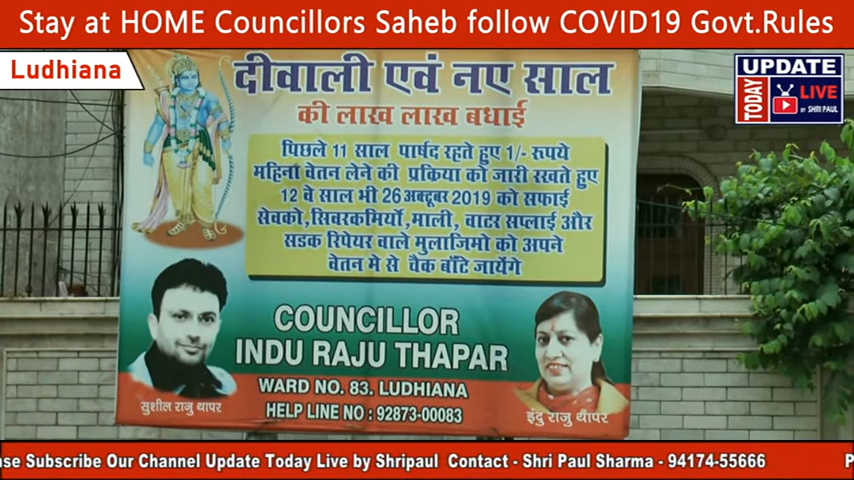 Stay at HOME Councillors Saheb follow COVID19 Govt.Rules
Ludhiana
UPDATE
TODAY
LIVE
BY SHRI PAUL
दीवाली एवं नए साल
की लाख लाख बधाई
पिछले 11 साल पार्षद रहते हुए 1/- रूपये
महिना वेतन लेने की प्रकिया को जारी रखते हुए
12 वे साल भी 26 अक्टूबर 2019 को सफाई
सेवको,सिवरकमियों,माली, वाटर सप्लाई और
सडक रिपेयर वाले मुलाजिमो को अपने
वेतन मे से चैक बाँटे जायेंगे
COUNCILLOR
INDU RAJU THAPAR
WARD NO. 83. LUDHIANA
HELP LINE NO : 92873-00083
सुशील राजु थापर
इंदु राजु थापर
ase Subscribe Our Channel Update Today Live by Shripaul Contact - Shri Paul Sharma - 94174-55666 P